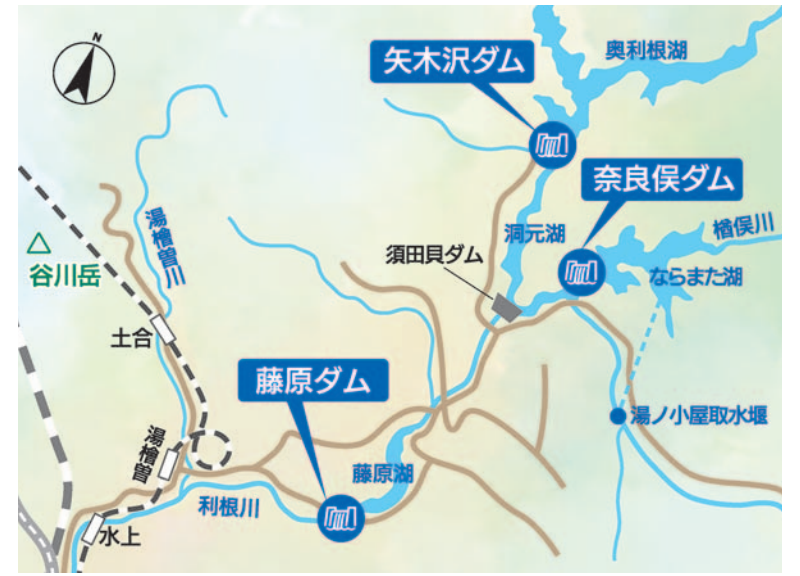 N
矢木沢ダム
奥利根湖
奈良俣ダム
楢俣川
洞元湖
ならまた湖
須田貝ダム
湯檜曽川
谷川岳
土合
藤原ダム
湯ノ小屋取水堰
湯檜曽
藤原湖
利根川
水上